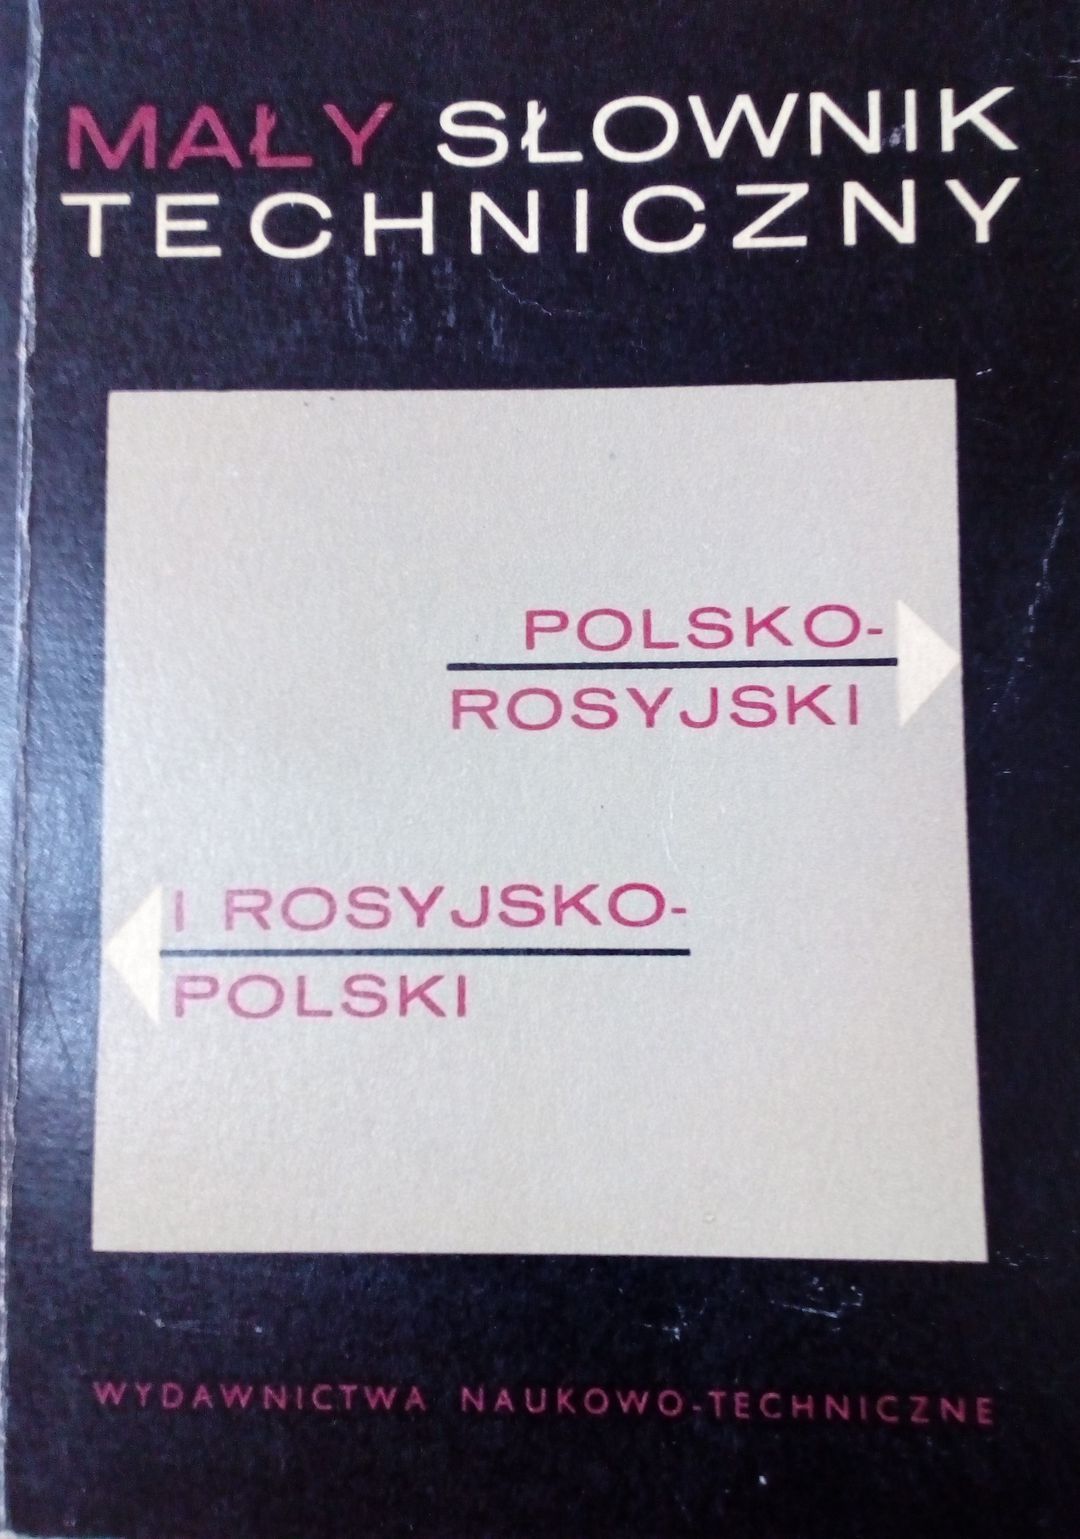 MAŁY SŁOWNIK
TECHNICZNY
POLSKO-
ROSYJSKI
I ROSYJSKO-
POLSKI
WYDAWNICTWA NAUKOWO-TECHNICZNE